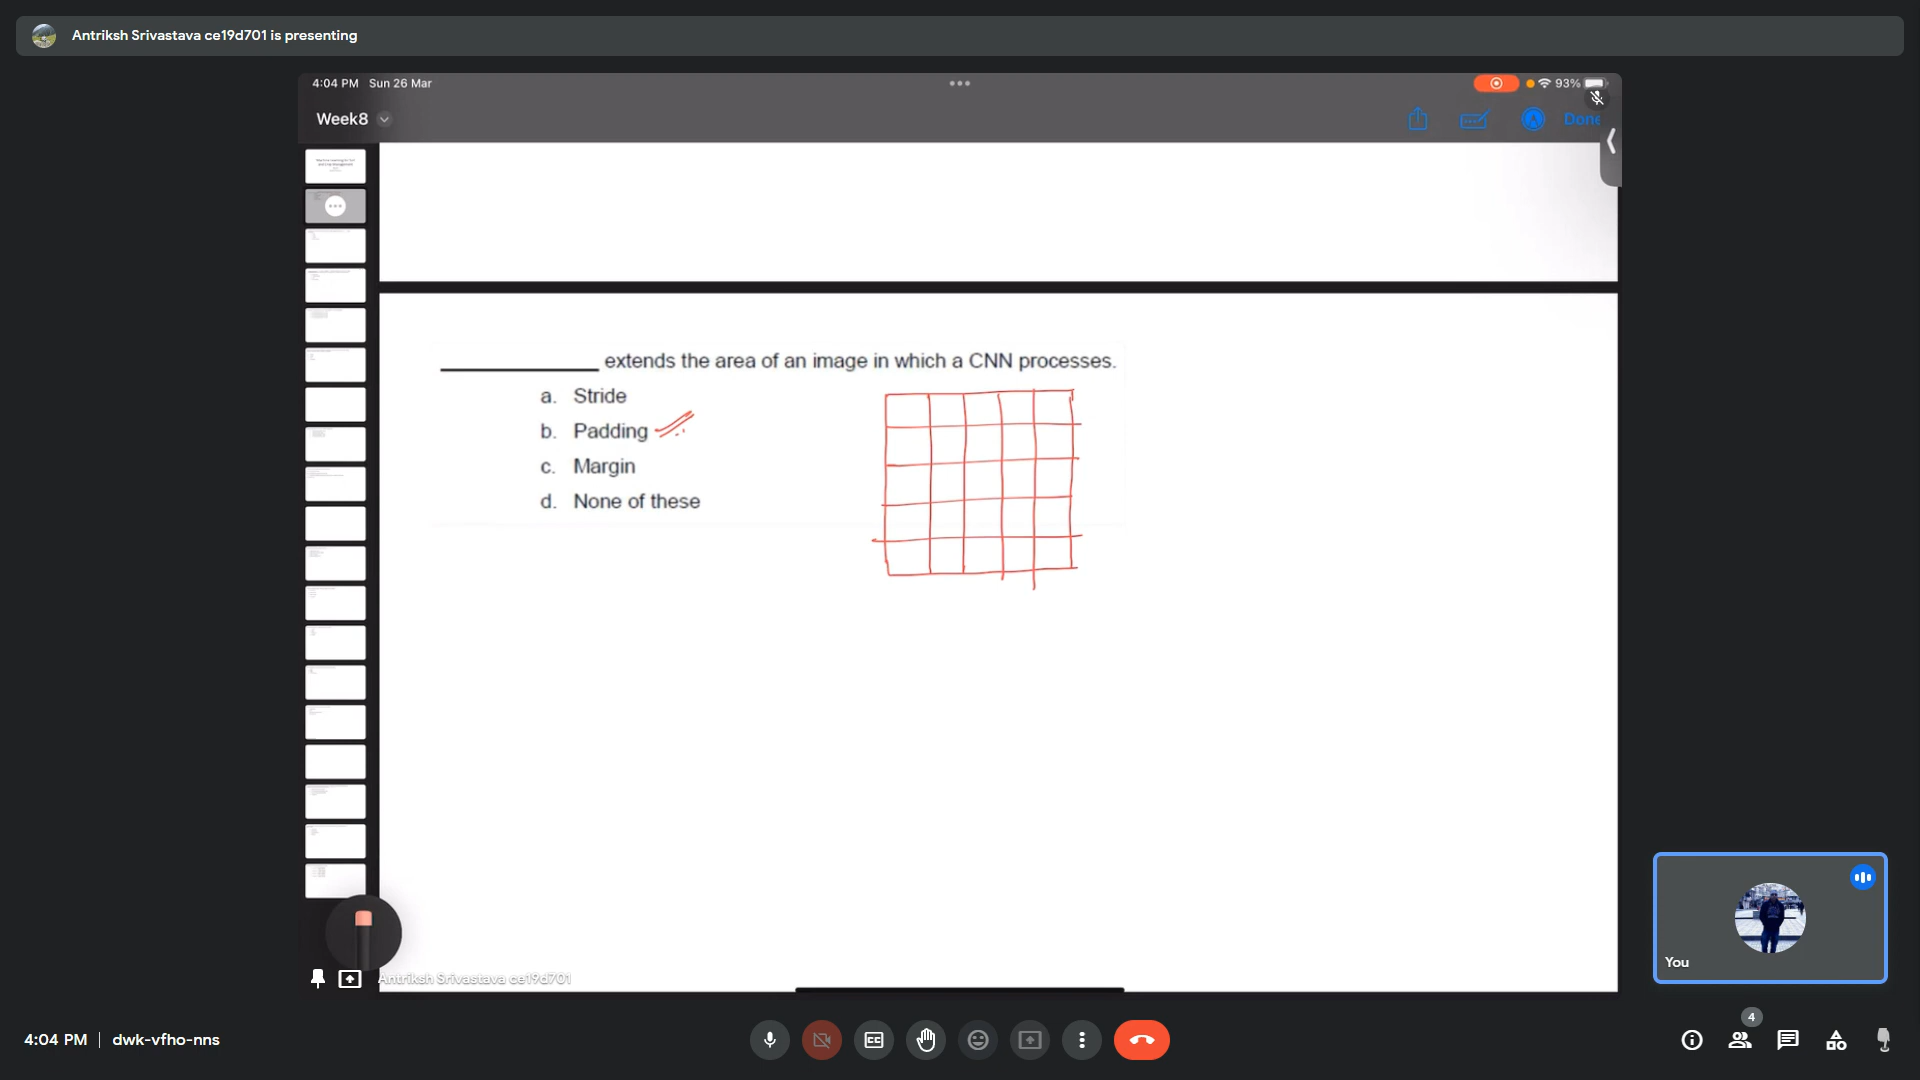 Antriksh Srivastava ce19d701 is presenting
4:04 PM Sun 26 Mar
93%
Week8
Done
____________ extends the area of an image in which a CNN processes.
a. Stride
b. Padding
c. Margin
d. None of these
Antriksh Srivastava ce19d701
You
4:04 PM | dwk-vfho-nns
CC
4